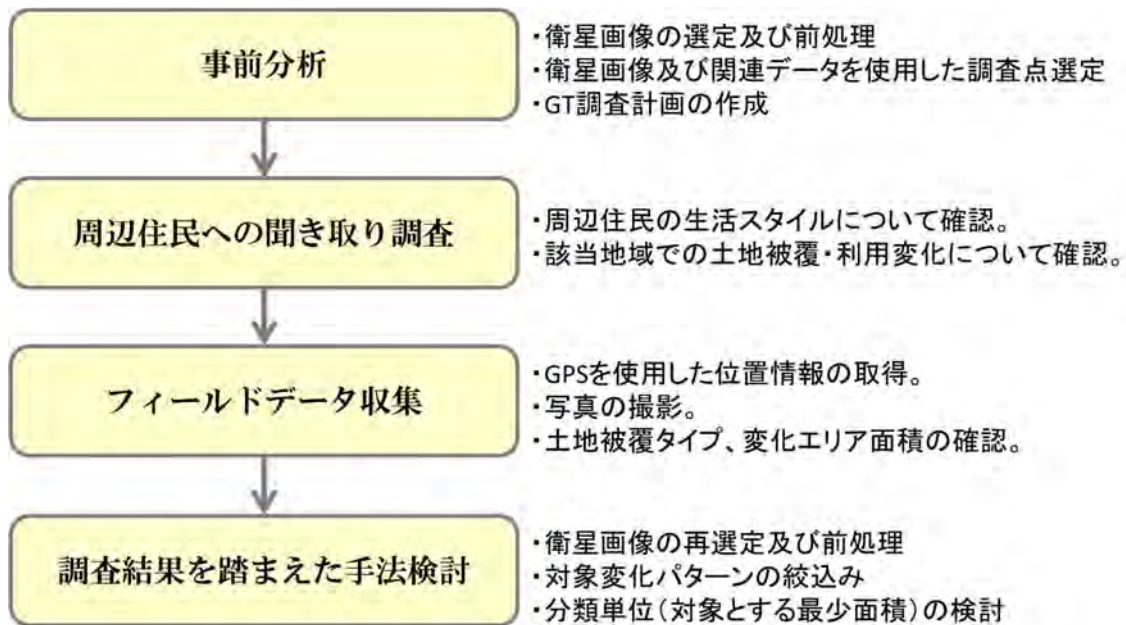 事前分析
・衛星画像の選定及び前処理
・衛星画像及び関連データを使用した調査点選定
・GT調査計画の作成
周辺住民への聞き取り調査
・周辺住民の生活スタイルについて確認。
・該当地域での土地被覆・利用変化について確認。
フィールドデータ収集
・GPSを使用した位置情報の取得。
・写真の撮影。
・土地被覆タイプ、変化エリア面積の確認。
調査結果を踏まえた手法検討
・衛星画像の再選定及び前処理
・対象変化パターンの絞込み
・分類単位(対象とする最少面積)の検討